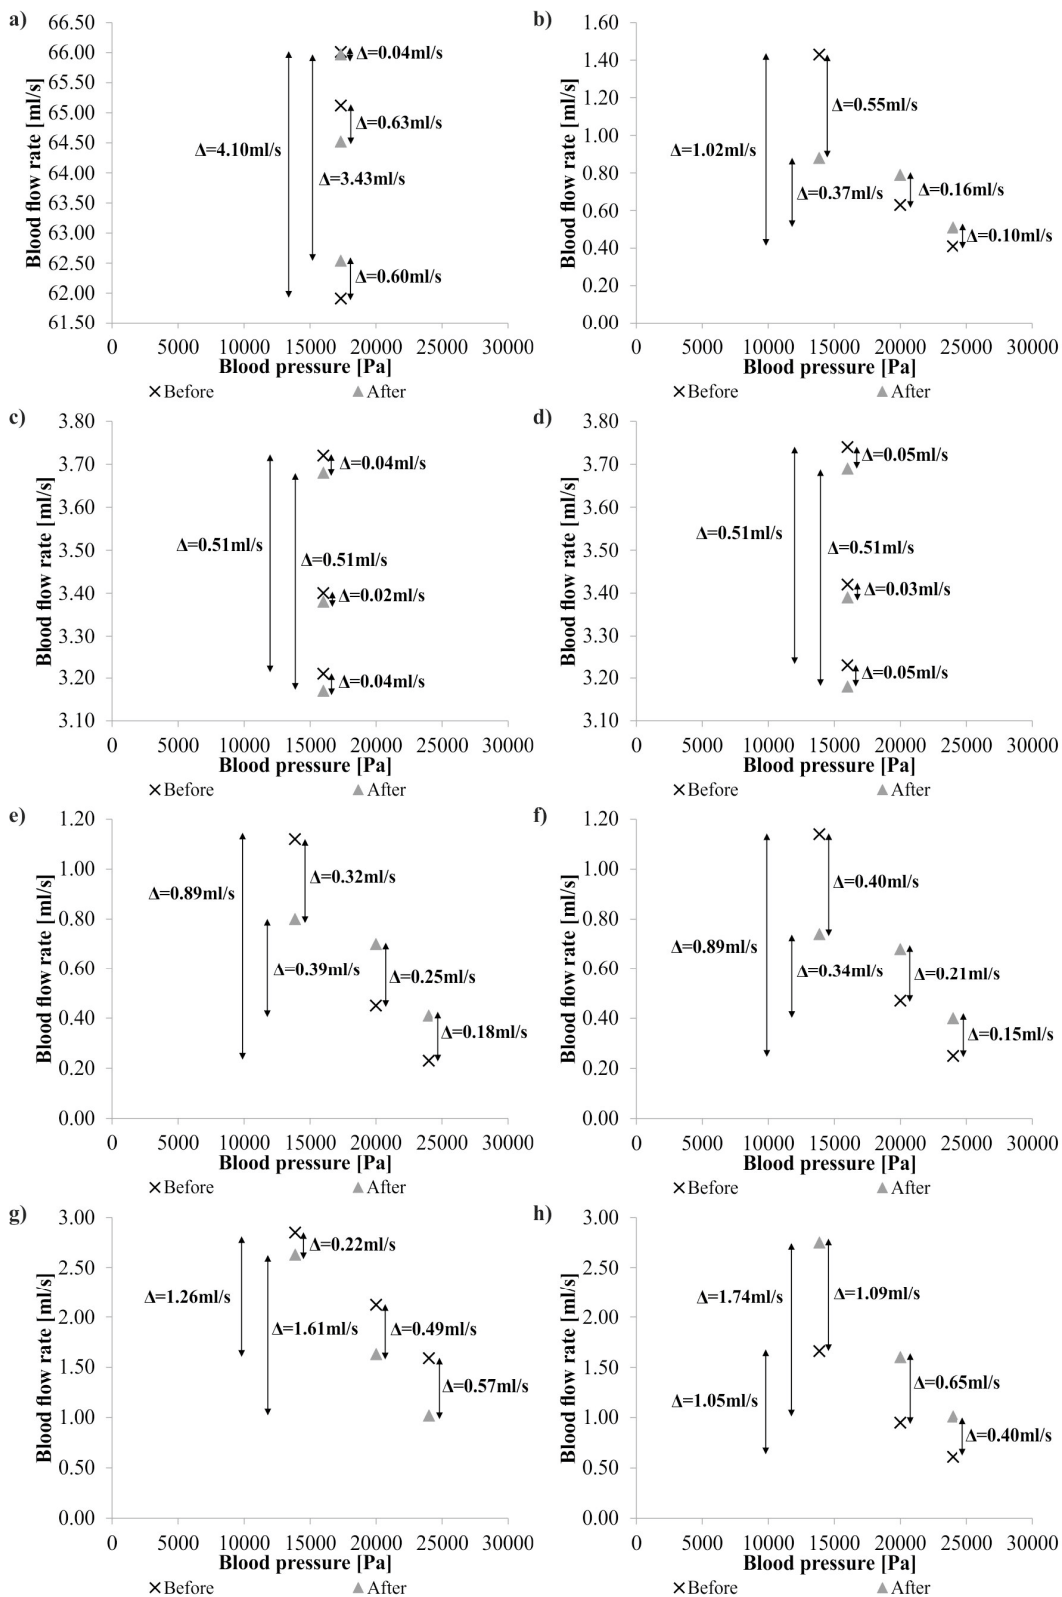 a)
66.50
66.00
65.50
65.00
64.50
64.00
63.50
63.00
62.50
62.00
61.50
Blood flow rate [ml/s]
Δ=0.04ml/s
Δ=0.63ml/s
Δ=4.10ml/s
Δ=3.43ml/s
Δ=0.60ml/s
0 5000 10000 15000 20000 25000 30000
Blood pressure [Pa]
×Before ▲After
b)
1.60
1.40
1.20
1.00
0.80
0.60
0.40
0.20
0.00
Blood flow rate [ml/s]
Δ=0.55ml/s
Δ=1.02ml/s
Δ=0.37ml/s
Δ=0.16ml/s
Δ=0.10ml/s
0 5000 10000 15000 20000 25000 30000
Blood pressure [Pa]
×Before ▲After
c)
3.80
3.70
3.60
3.50
3.40
3.30
3.20
3.10
Blood flow rate [ml/s]
Δ=0.04ml/s
Δ=0.51ml/s
Δ=0.51ml/s
Δ=0.02ml/s
Δ=0.04ml/s
0 5000 10000 15000 20000 25000 30000
Blood pressure [Pa]
×Before ▲After
d)
3.80
3.70
3.60
3.50
3.40
3.30
3.20
3.10
Blood flow rate [ml/s]
Δ=0.05ml/s
Δ=0.51ml/s
Δ=0.51ml/s
Δ=0.03ml/s
Δ=0.05ml/s
0 5000 10000 15000 20000 25000 30000
Blood pressure [Pa]
×Before ▲After
e)
1.20
1.00
0.80
0.60
0.40
0.20
0.00
Blood flow rate [ml/s]
Δ=0.32ml/s
Δ=0.89ml/s
Δ=0.39ml/s
Δ=0.25ml/s
Δ=0.18ml/s
0 5000 10000 15000 20000 25000 30000
Blood pressure [Pa]
×Before ▲After
f)
1.20
1.00
0.80
0.60
0.40
0.20
0.00
Blood flow rate [ml/s]
Δ=0.40ml/s
Δ=0.89ml/s
Δ=0.34ml/s
Δ=0.21ml/s
Δ=0.15ml/s
0 5000 10000 15000 20000 25000 30000
Blood pressure [Pa]
×Before ▲After
g)
3.00
2.50
2.00
1.50
1.00
0.50
0.00
Blood flow rate [ml/s]
Δ=0.22ml/s
Δ=1.26ml/s
Δ=1.61ml/s
Δ=0.49ml/s
Δ=0.57ml/s
0 5000 10000 15000 20000 25000 30000
Blood pressure [Pa]
×Before ▲After
h)
3.00
2.50
2.00
1.50
1.00
0.50
0.00
Blood flow rate [ml/s]
Δ=1.74ml/s
Δ=1.09ml/s
Δ=1.05ml/s
Δ=0.65ml/s
Δ=0.40ml/s
0 5000 10000 15000 20000 25000 30000
Blood pressure [Pa]
×Before ▲After